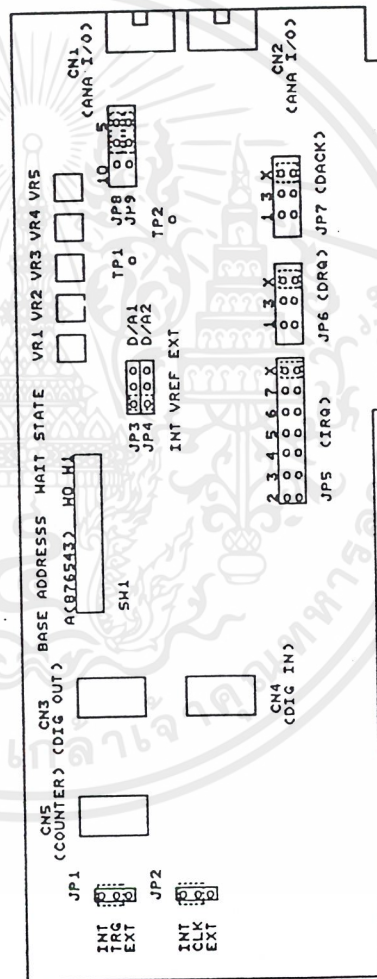 CN5
(COUNTER)
CN3
(DIG OUT)
BASE ADDRESSS
WAIT STATE
A(876543) W0 W1
SW1
VR1 VR2 VR3 VR4 VR5
CN1
(ANA I/O)
10 5
JP8
JP9
TP1
TP2
JP3
JP4
D/A1
D/A2
INT VREF EXT
JP1
INT
TRG
EXT
JP2
INT
CLK
EXT
CN4
(DIG IN)
2 3 4 5 6 7 X
JP5 (IRQ)
1 3 X
JP6 (DRQ)
1 3 X
JP7 (DACK)
CN2
(ANA I/O)